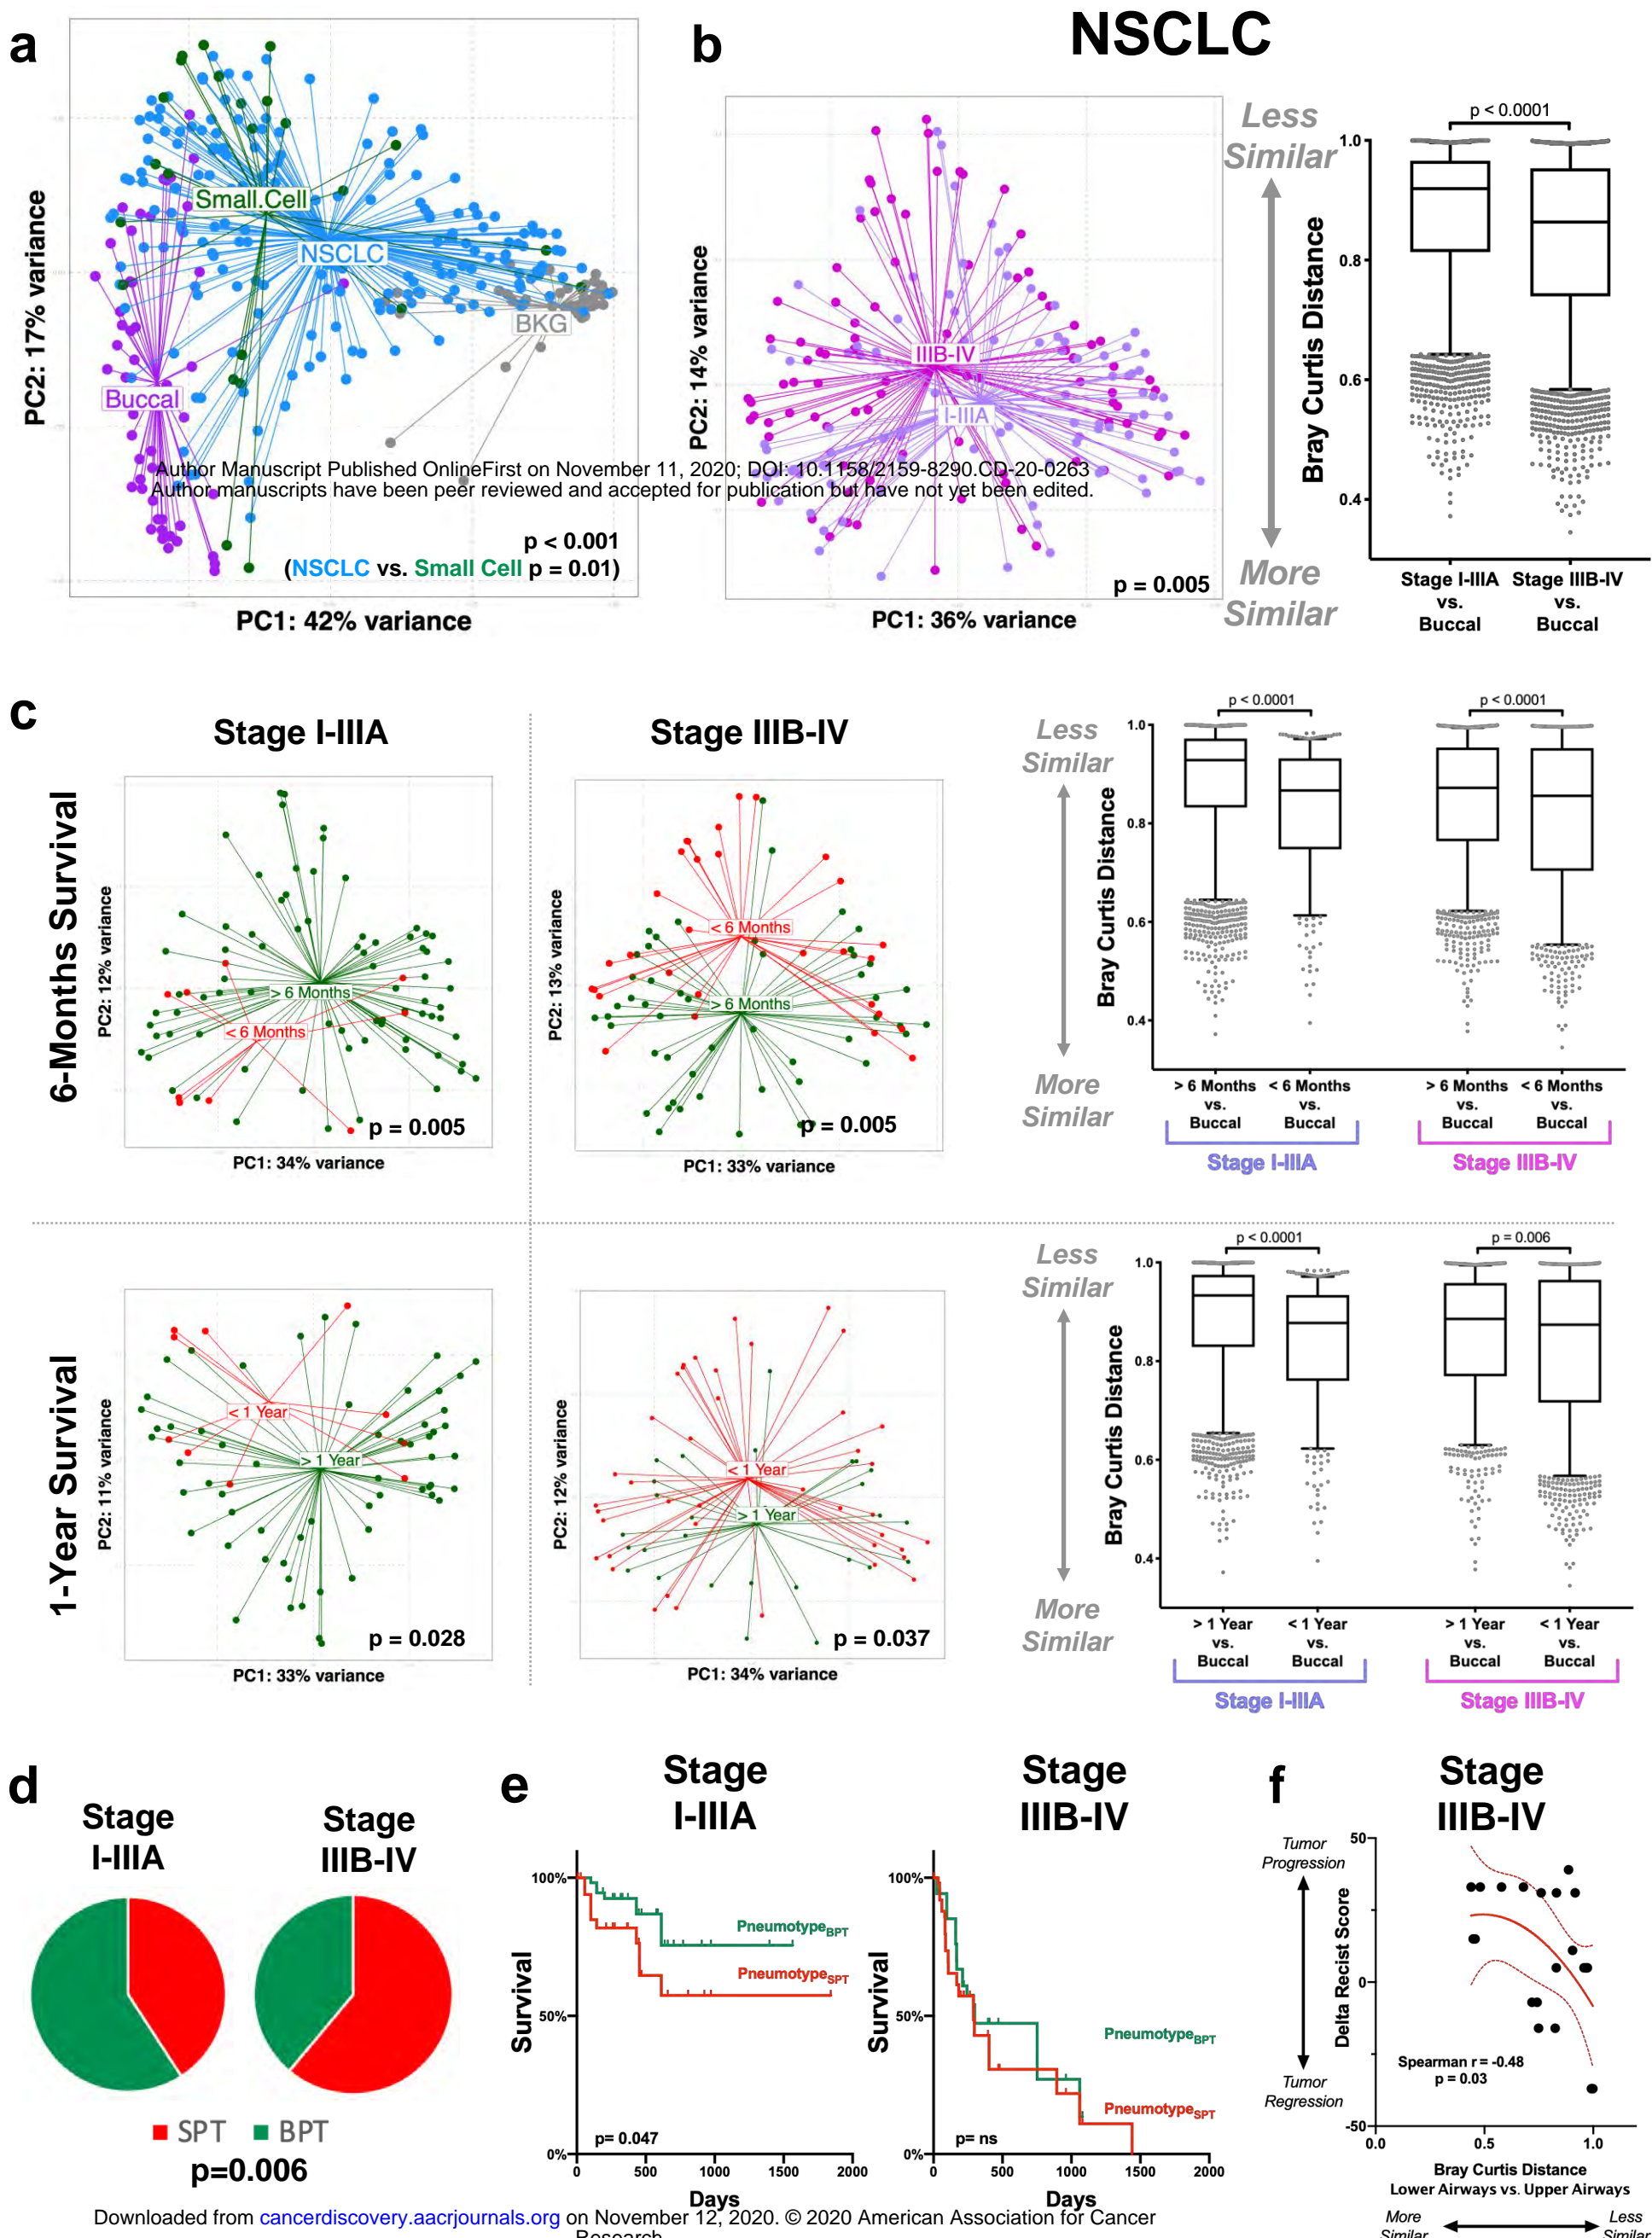 a
b
NSCLC
PC2: 17% variance
Small.Cell
NSCLC
BKG
Buccal
p < 0.001
(NSCLC vs. Small Cell p = 0.01)
PC1: 42% variance
PC2: 14% variance
IIIB-IV
I-IIIA
p = 0.005
PC1: 36% variance
Author Manuscript Published OnlineFirst on November 11, 2020; DOI: 10.1158/2159-8290.CD-20-0263
Author manuscripts have been peer reviewed and accepted for publication but have not yet been edited.
Less
Similar
More
Similar
Bray Curtis Distance
p < 0.0001
1.0
0.8
0.6
0.4
Stage I-IIIA Stage IIIB-IV
vs. vs.
Buccal Buccal
c
Stage I-IIIA
Stage IIIB-IV
6-Months Survival
PC2: 12% variance
> 6 Months
< 6 Months
p = 0.005
PC1: 34% variance
PC2: 13% variance
< 6 Months
> 6 Months
p = 0.005
PC1: 33% variance
Less
Similar
More
Similar
Bray Curtis Distance
p < 0.0001
p < 0.0001
1.0
0.8
0.6
0.4
> 6 Months < 6 Months > 6 Months < 6 Months
vs. vs. vs. vs.
Buccal Buccal Buccal Buccal
Stage I-IIIA
Stage IIIB-IV
1-Year Survival
PC2: 11% variance
< 1 Year
> 1 Year
p = 0.028
PC1: 33% variance
PC2: 12% variance
< 1 Year
> 1 Year
p = 0.037
PC1: 34% variance
Less
Similar
More
Similar
Bray Curtis Distance
p < 0.0001
p = 0.006
1.0
0.8
0.6
0.4
> 1 Year < 1 Year > 1 Year < 1 Year
vs. vs. vs. vs.
Buccal Buccal Buccal Buccal
Stage I-IIIA
Stage IIIB-IV
d
Stage
I-IIIA
Stage
IIIB-IV
SPT BPT
p=0.006
e
Stage
I-IIIA
Survival
100%
50%
0%
PneumotypeBPT
PneumotypeSPT
p= 0.047
0 500 1000 1500 2000
Days
Stage
IIIB-IV
Survival
100%
50%
0%
PneumotypeBPT
PneumotypeSPT
p= ns
0 500 1000 1500 2000
Days
f
Stage
IIIB-IV
Tumor
Progression
Tumor
Regression
Delta Recist Score
50
0
-50
Spearman r = -0.48
p = 0.03
0.0 0.5 1.0
Bray Curtis Distance
Lower Airways vs. Upper Airways
More Less
Similar Similar
Downloaded from cancerdiscovery.aacrjournals.org on November 12, 2020. © 2020 American Association for Cancer
Research.